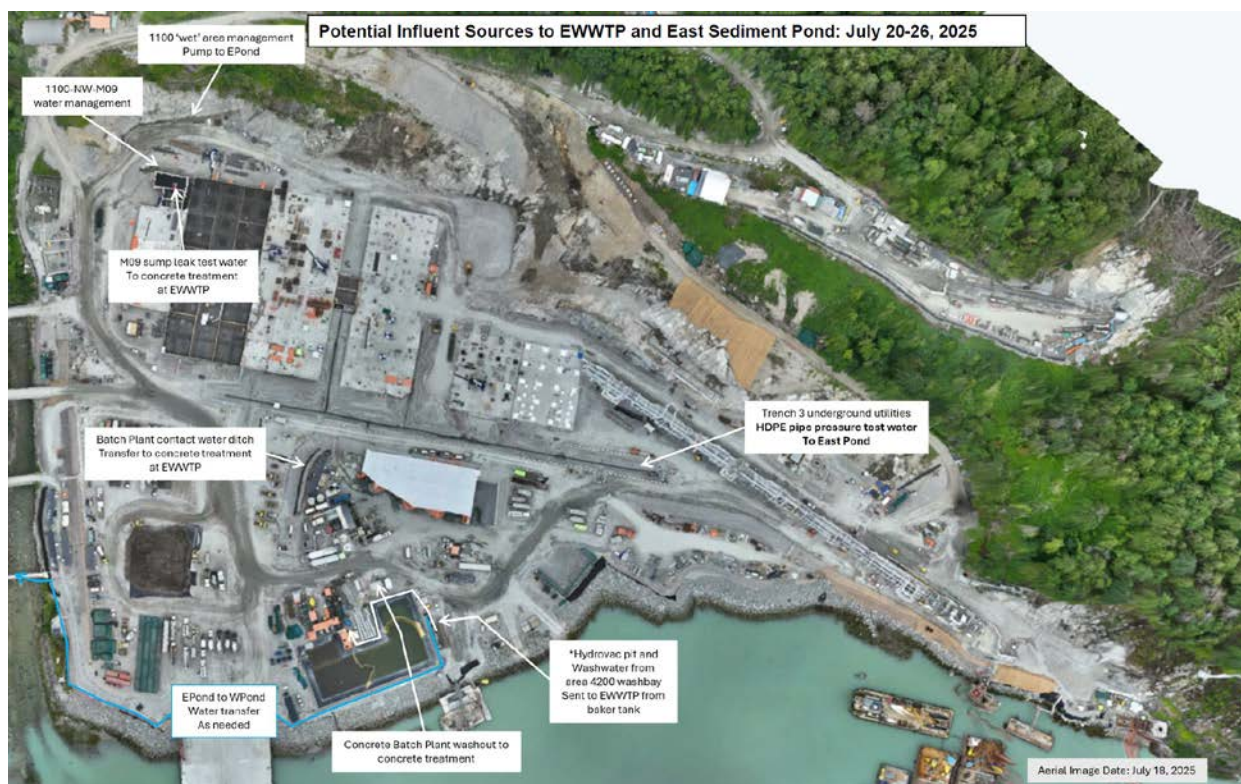 Potential Influent Sources to EWWTP and East Sediment Pond: July 20-26, 2025
1100 'wet' area management
Pump to EPond
1100-NW-M09
water management
M09 sump leak test water
To concrete treatment
at EWWTP
Trench 3 underground utilities
HDPE pipe pressure test water
To East Pond
Batch Plant contact water ditch
Transfer to concrete treatment
at EWWTP
*Hydrovac pit and
Washwater from
area 4200 washbay
Sent to EWWTP from
baker tank
EPond to WPond
Water transfer
As needed
Concrete Batch Plant washout to
concrete treatment
Aerial Image Date: July 18, 2025